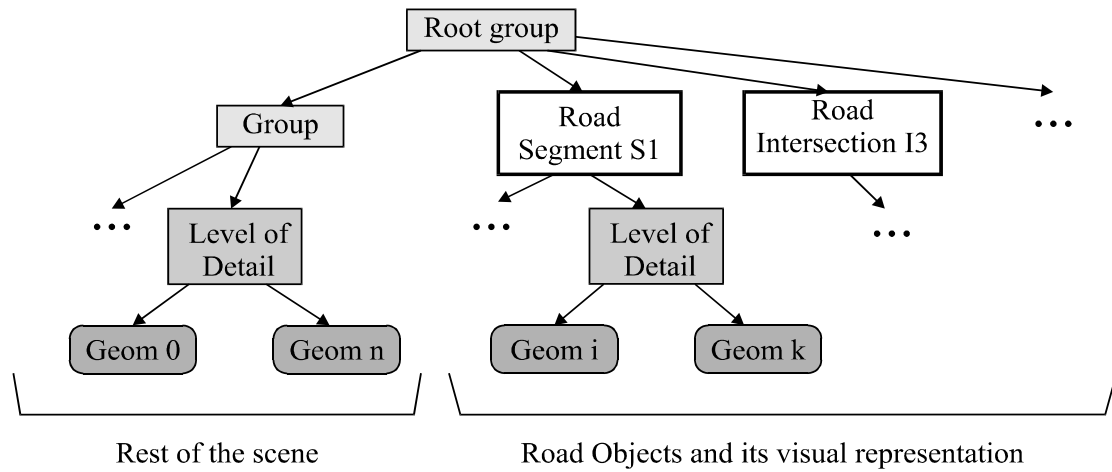 Root group
Group
Road
Segment S1
Road
Intersection I3
...
...
Level of
Detail
...
Level of
Detail
...
Geom 0
Geom n
Geom i
Geom k
Rest of the scene
Road Objects and its visual representation